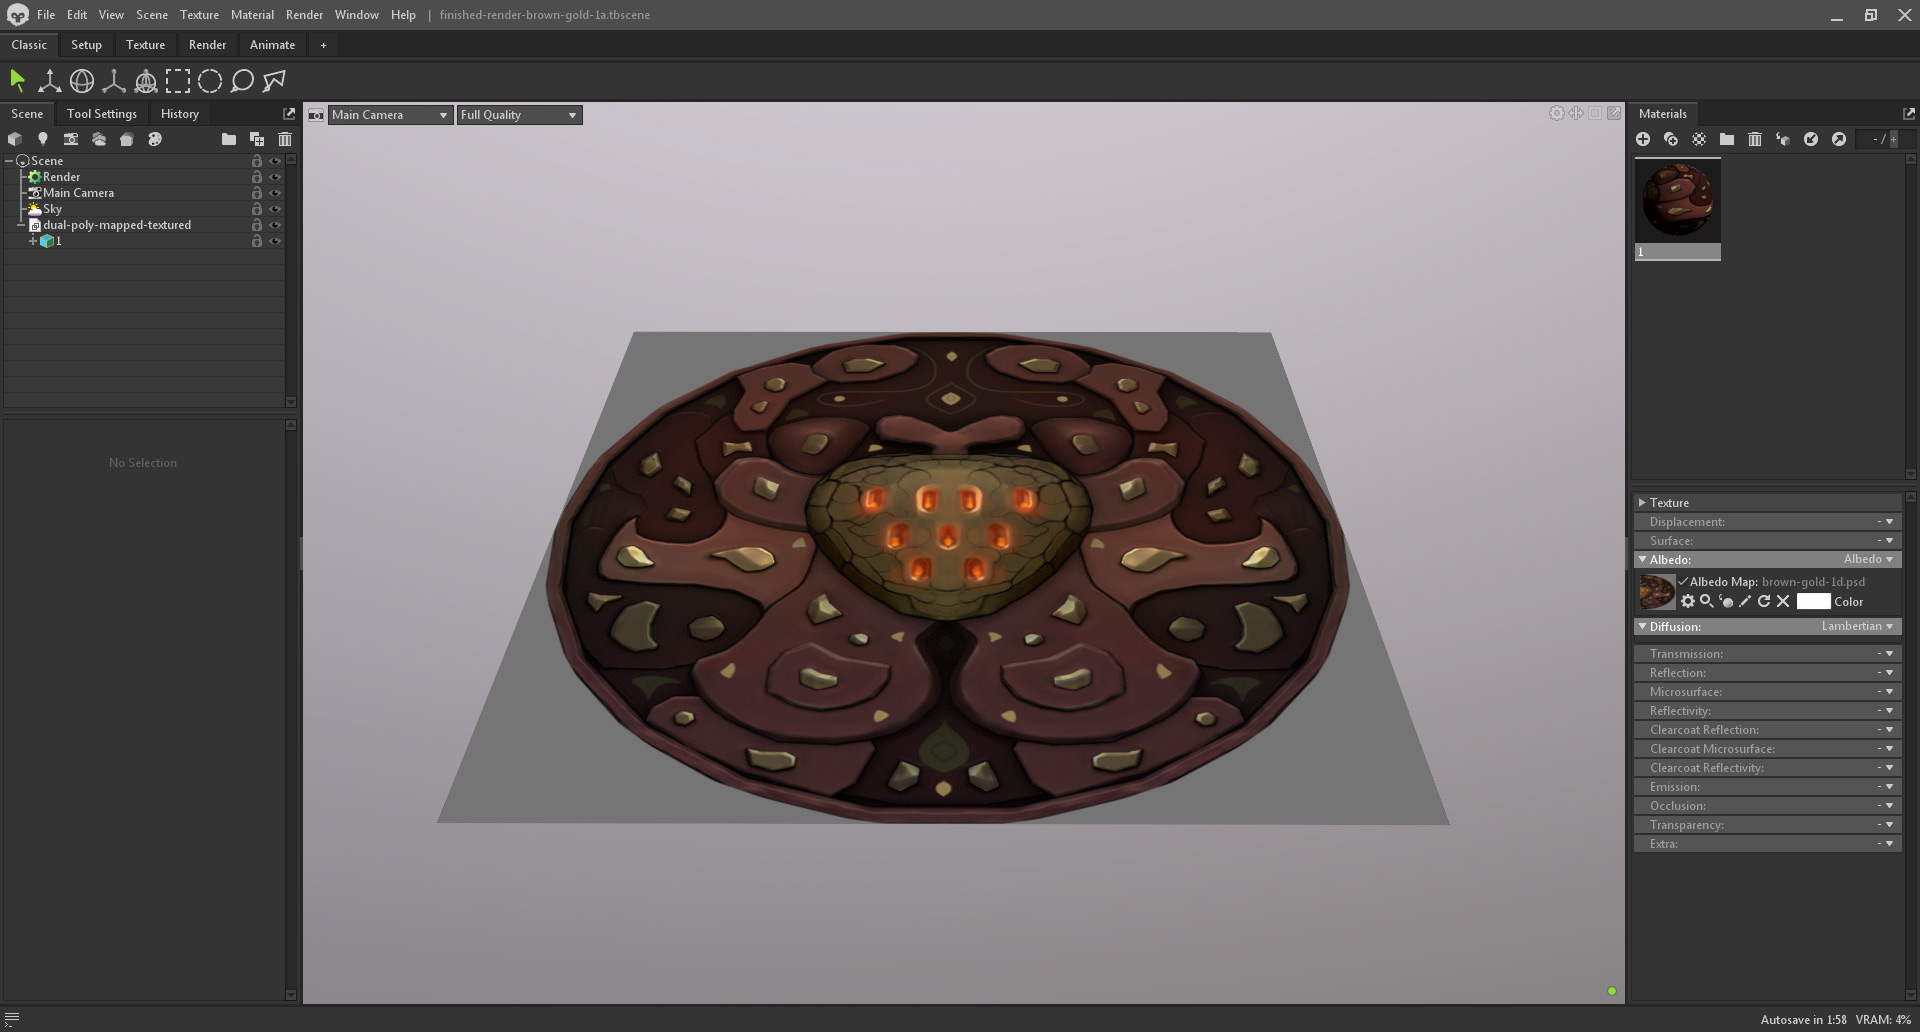 File Edit View Scene Texture Material Render Window Help | finished-render-brown-gold-1a.tbscene
Classic Setup Texture Render Animate +
Scene Tool Settings History
Main Camera Full Quality
Materials
- / +
Scene
Render
Main Camera
Sky
dual-poly-mapped-textured
1
No Selection
1
Texture
Displacement: -
Surface: -
Albedo: Albedo
Albedo Map: brown-gold-1d.psd
Color
Diffusion: Lambertian
Transmission: -
Reflection: -
Microsurface: -
Reflectivity: -
Clearcoat Reflection: -
Clearcoat Microsurface: -
Clearcoat Reflectivity: -
Emission: -
Occlusion: -
Transparency: -
Extra: -
Autosave in 1:58 VRAM: 4%